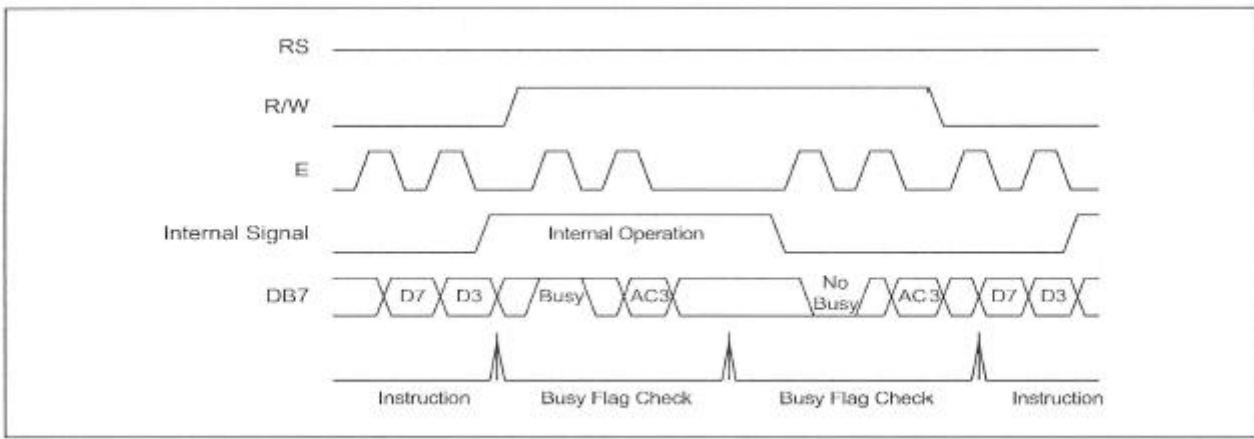 RS
R/W
E
Internal Signal Internal Operation
DB7 D7 D3 Busy AC3 No Busy AC3 D7 D3
Instruction Busy Flag Check Busy Flag Check Instruction